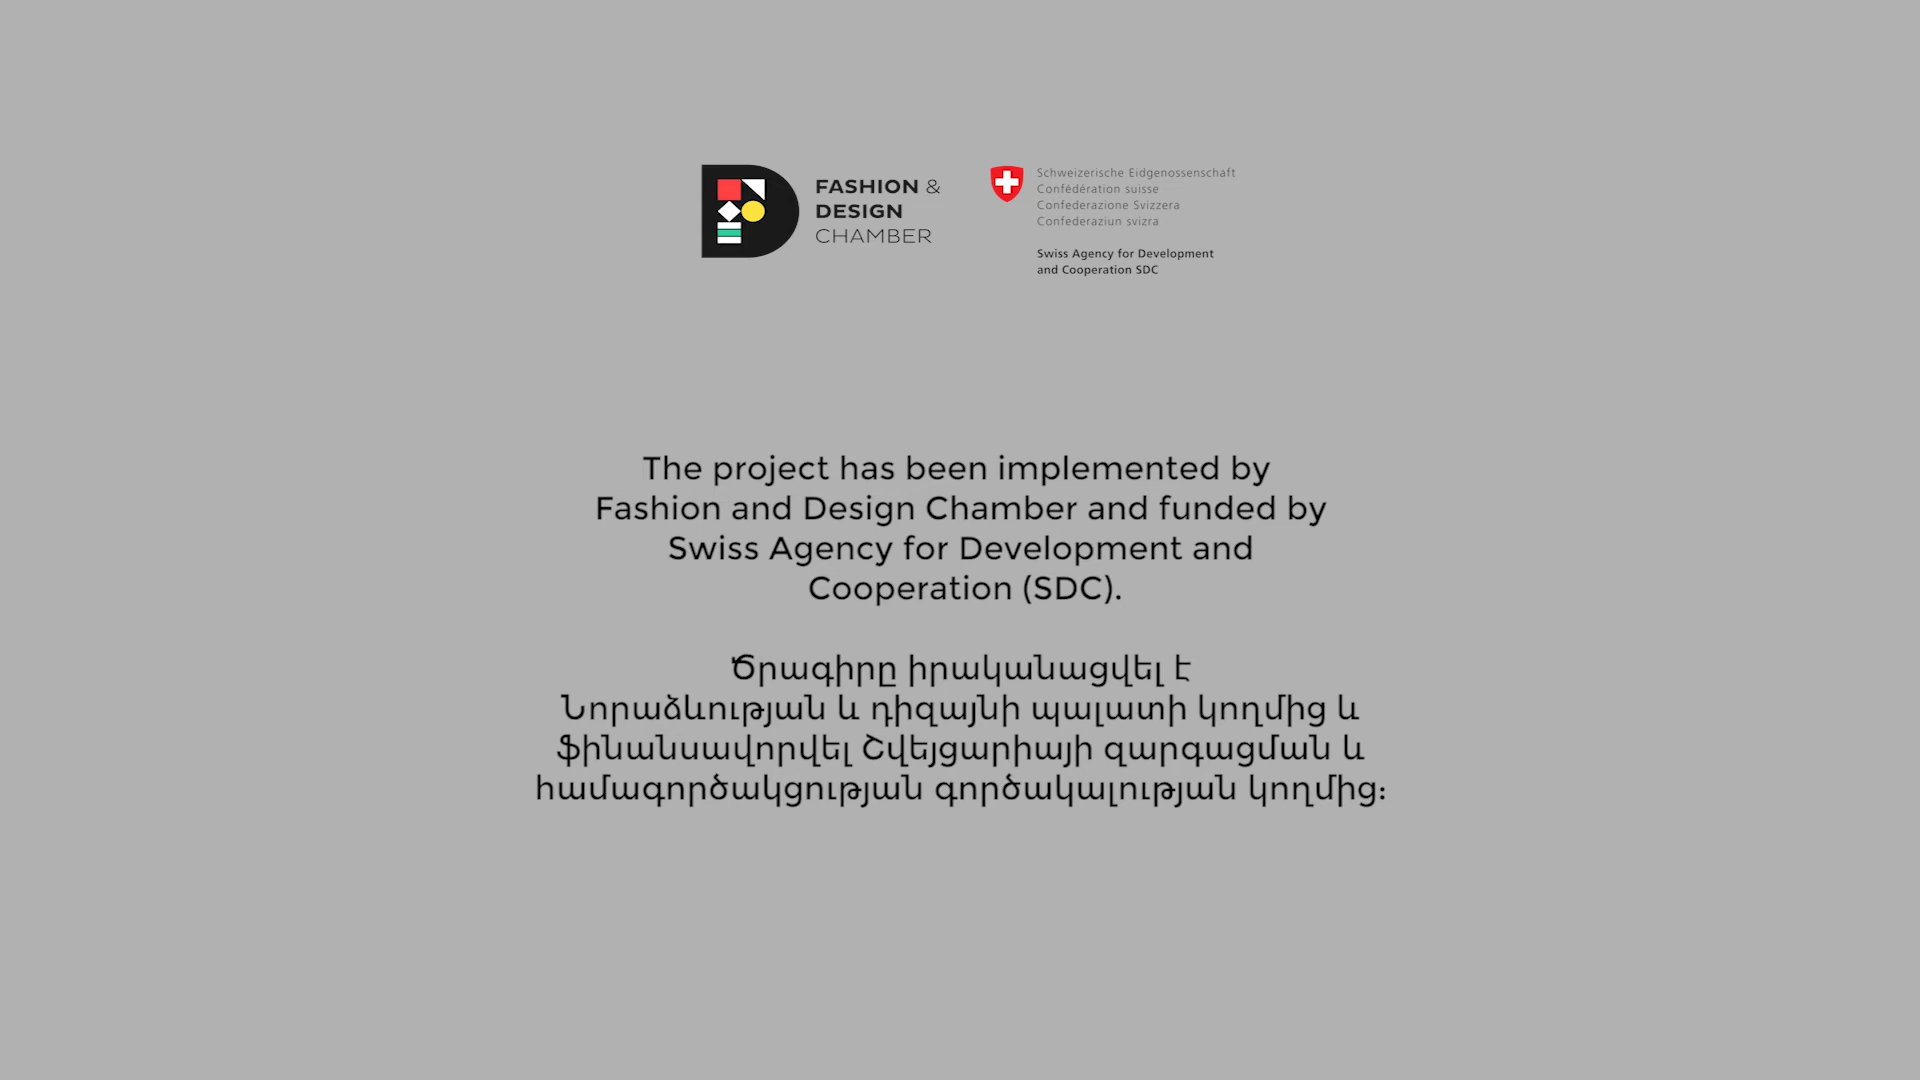 FASHION &
DESIGN
CHAMBER
Schweizerische Eidgenossenschaft
Confédération suisse
Confederazione Svizzera
Confederaziun svizra
Swiss Agency for Development
and Cooperation SDC
The project has been implemented by
Fashion and Design Chamber and funded by
Swiss Agency for Development and
Cooperation (SDC).
Ծրագիրը իրականացվել է
Նորաձևության և դիզայնի պալատի կողմից և
ֆինանսավորվել Շվեյցարիայի զարգացման և
համագործակցության գործակալության կողմից։